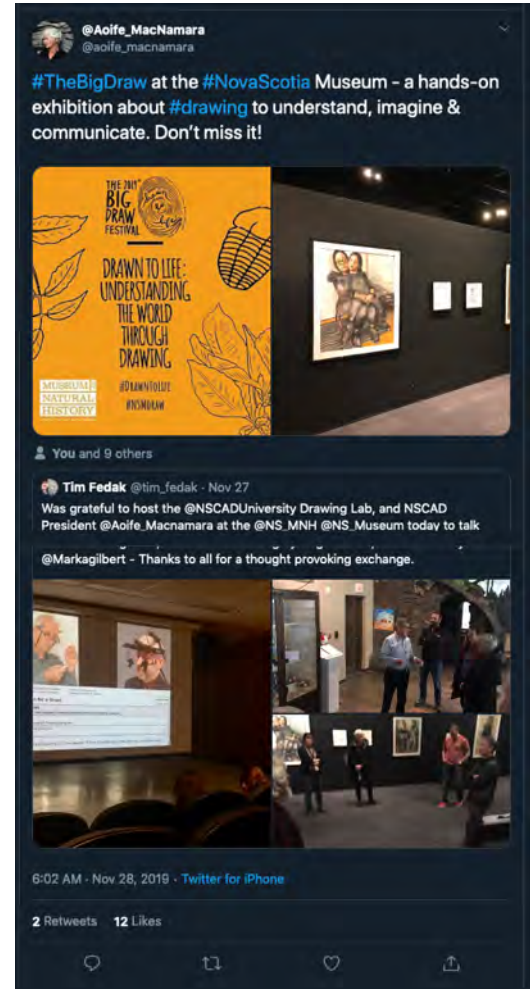 @Aoife_MacNamara
@aoife_macnamara
#TheBigDraw at the #NovaScotia Museum - a hands-on
exhibition about #drawing to understand, imagine &
communicate. Don't miss it!
THE 2019
BIG
DRAW
FESTIVAL
DRAWN TO LIFE:
UNDERSTANDING
THE WORLD
THROUGH
DRAWING
#DRAWNTOLIFE
#NSMDRAW
MUSEUM
NATURAL
HISTORY
You and 9 others
Tim Fedak @tim_fedak · Nov 27
Was grateful to host the @NSCADUniversity Drawing Lab, and NSCAD
President @Aoife_Macnamara at the @NS_MNH @NS_Museum today to talk
@Markagilbert - Thanks to all for a thought provoking exchange.
6:02 AM · Nov 28, 2019 · Twitter for iPhone
2 Retweets 12 Likes